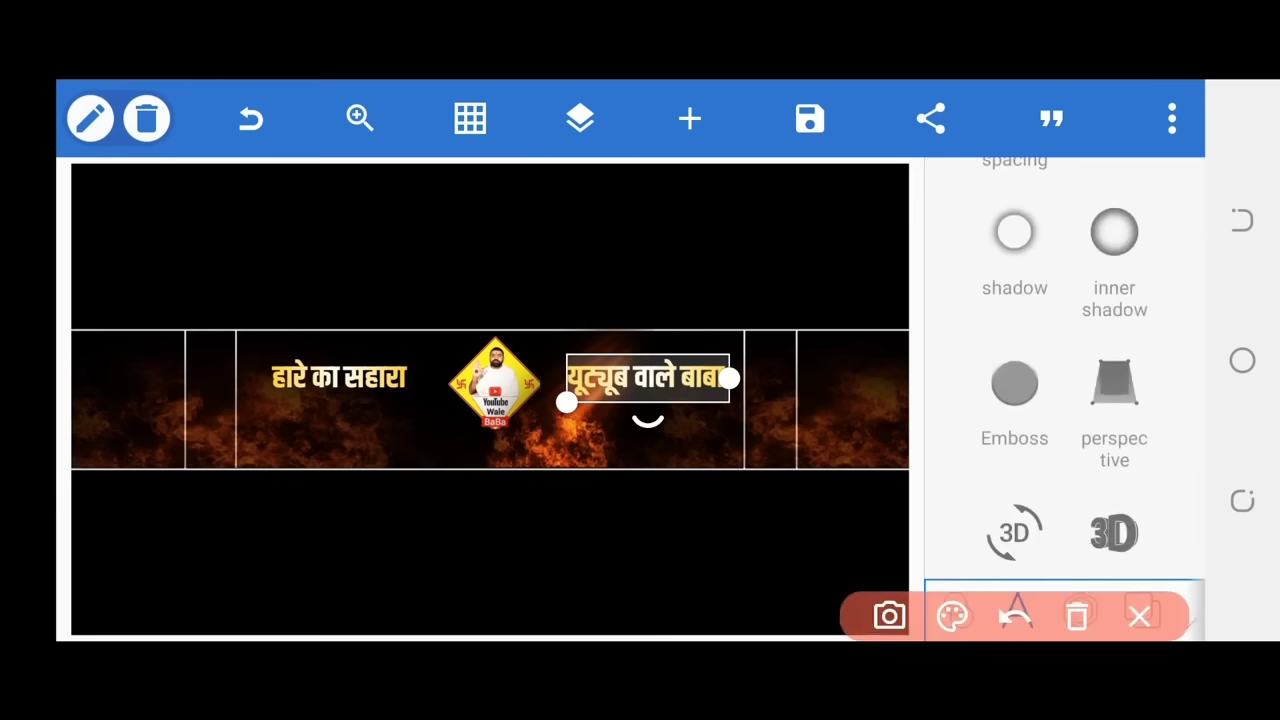 spacing
shadow
inner
shadow
हारे का सहारा
यूट्यूब वाले बाबा
YouTube
Wale
BaBa
Emboss
perspec
tive
3D
3D